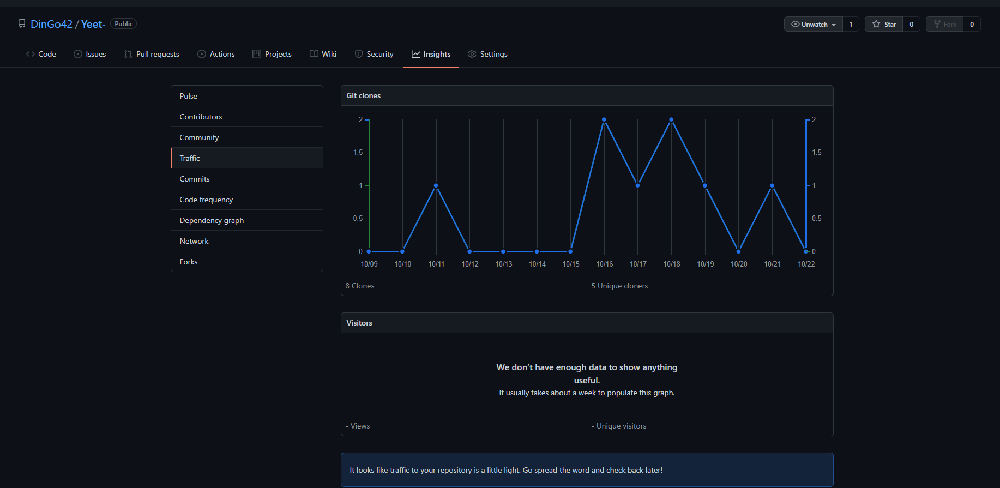 DinGo42 / Yeet- Public
Unwatch 1 Star 0 Fork 0
Code Issues Pull requests Actions Projects Wiki Security Insights Settings
Pulse
Contributors
Community
Traffic
Commits
Code frequency
Dependency graph
Network
Forks
Git clones
2 2
1.5 1.5
1 1
0.5 0.5
0 0
10/09 10/10 10/11 10/12 10/13 10/14 10/15 10/16 10/17 10/18 10/19 10/20 10/21 10/22
8 Clones 5 Unique cloners
Visitors
We don’t have enough data to show anything
useful.
It usually takes about a week to populate this graph.
- Views - Unique visitors
It looks like traffic to your repository is a little light. Go spread the word and check back later!